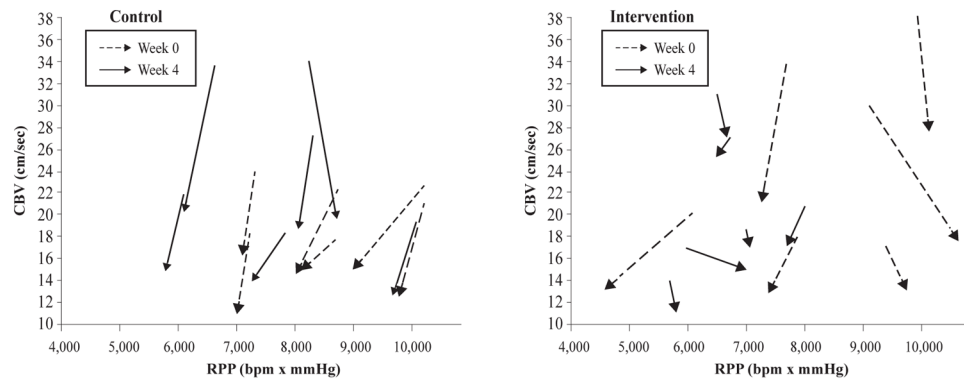 Control
Week 0
Week 4
CBV (cm/sec)
38
36
34
32
30
28
26
24
22
20
18
16
14
12
10
4,000 5,000 6,000 7,000 8,000 9,000 10,000
RPP (bpm x mmHg)
Intervention
Week 0
Week 4
CBV (cm/sec)
38
36
34
32
30
28
26
24
22
20
18
16
14
12
10
4,000 5,000 6,000 7,000 8,000 9,000 10,000
RPP (bpm x mmHg)